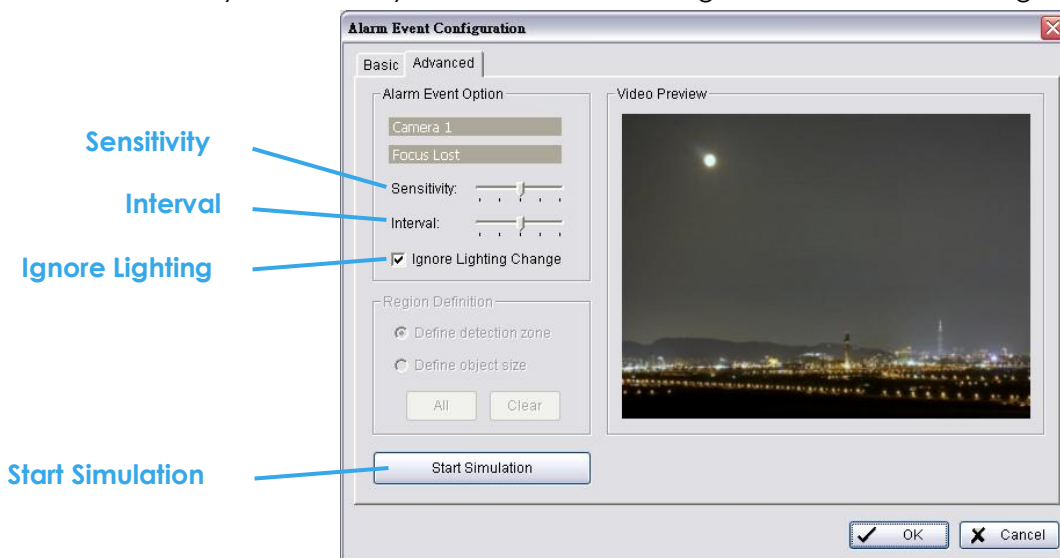 Alarm Event Configuration
Basic Advanced
Alarm Event Option
Camera 1
Focus Lost
Sensitivity:
Interval:
Ignore Lighting Change
Region Definition
Define detection zone
Define object size
All Clear
Start Simulation
Video Preview
OK Cancel
Sensitivity
Interval
Ignore Lighting
Start Simulation